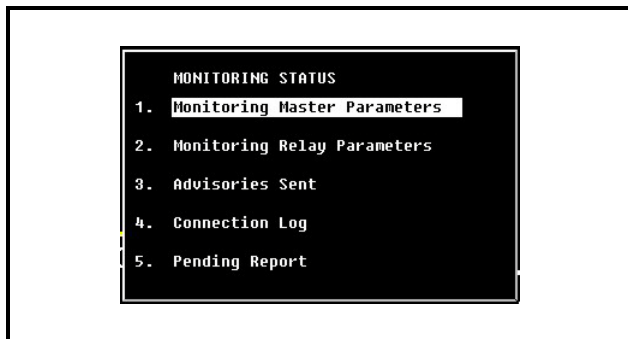 MONITORING STATUS
1. Monitoring Master Parameters
2. Monitoring Relay Parameters
3. Advisories Sent
4. Connection Log
5. Pending Report